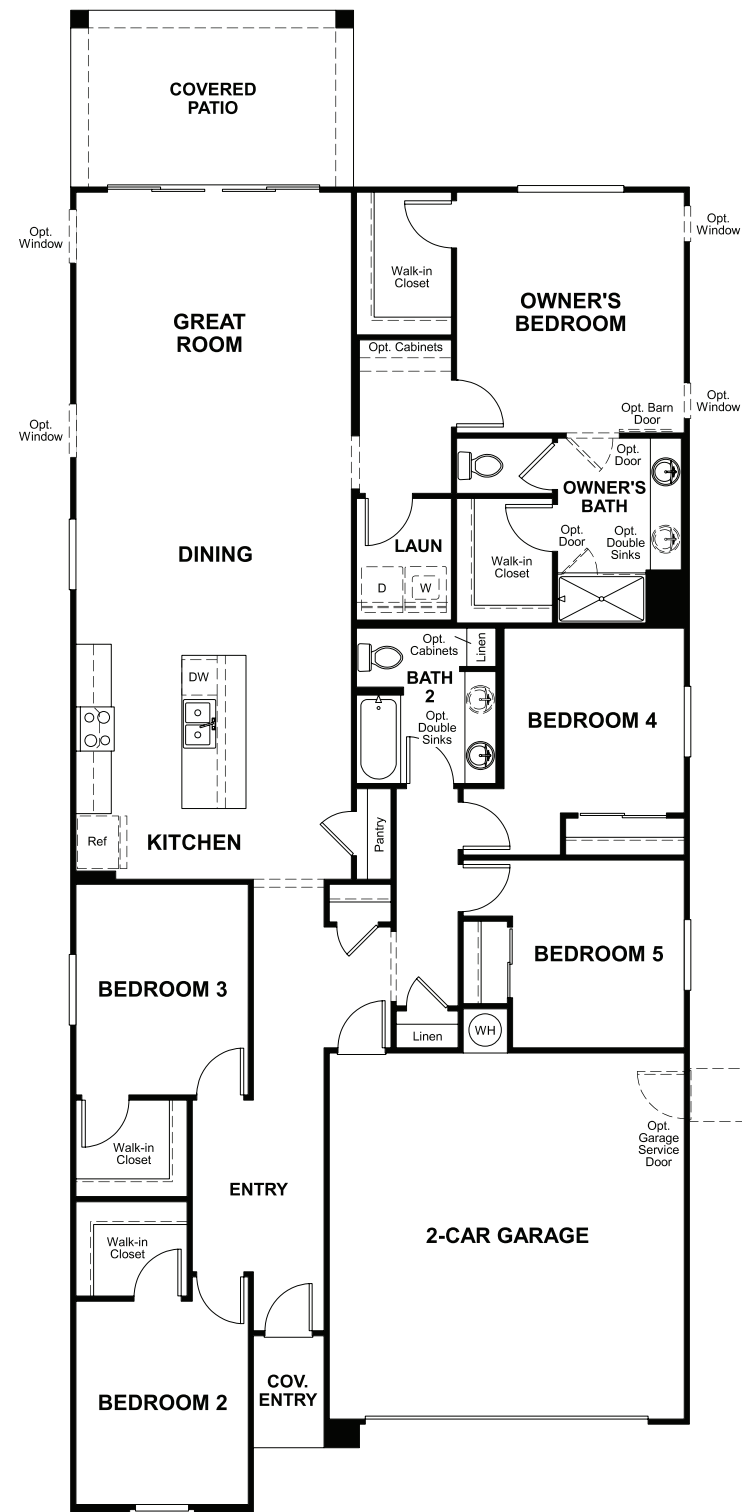 COVERED
PATIO
Opt.
Window
GREAT
ROOM
Walk-in
Closet
OWNER'S
BEDROOM
Opt.
Window
Opt. Cabinets
Opt.
Window
Opt. Barn
Door
Opt.
Window
Opt.
Door
OWNER'S
BATH
DINING
LAUN
D
W
Walk-in
Closet
Opt.
Door
Opt.
Double
Sinks
Opt.
Cabinets
Linen
BATH
2
Opt.
Double
Sinks
DW
BEDROOM 4
Ref
KITCHEN
Pantry
BEDROOM 3
BEDROOM 5
Linen
WH
Walk-in
Closet
Opt.
Garage
Service
Door
ENTRY
Walk-in
Closet
2-CAR GARAGE
BEDROOM 2
COV.
ENTRY